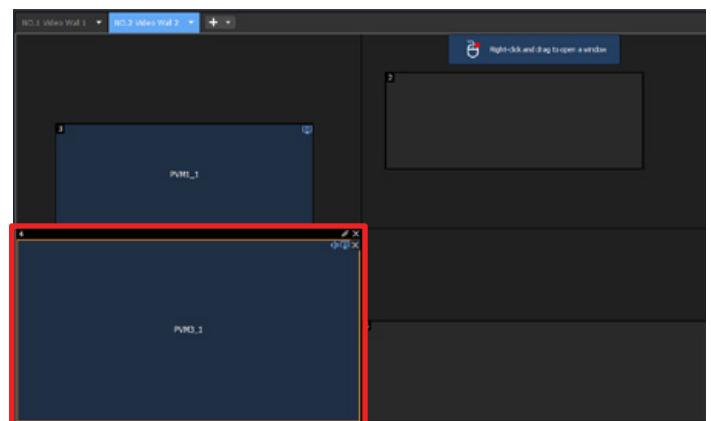 NO.1 Video Wall 1
NO.2 Video Wall 2
Right-click and drag to open a window
2
3
PVM1_1
4
PVM3_1